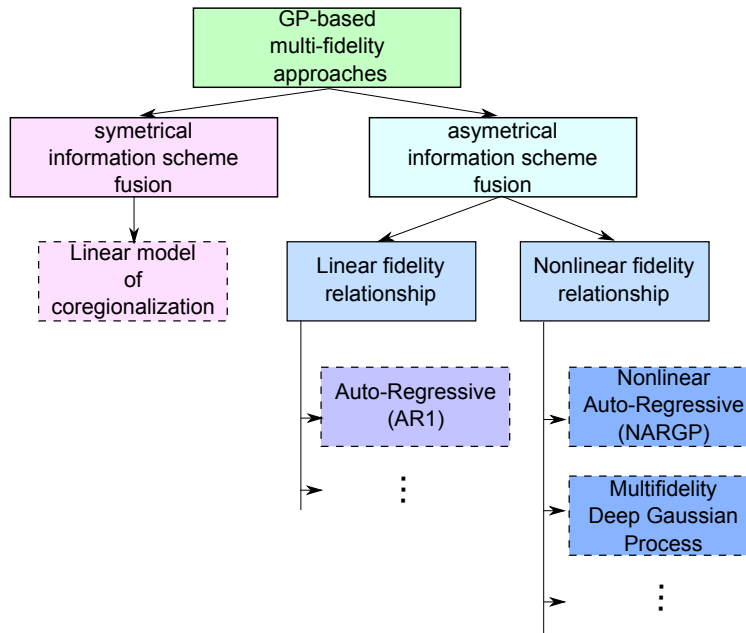 GP-based
multi-fidelity
approaches
symetrical
information scheme
fusion
asymetrical
information scheme
fusion
Linear model
of
coregionalization
Linear fidelity
relationship
Nonlinear fidelity
relationship
Auto-Regressive
(AR1)
Nonlinear
Auto-Regressive
(NARGP)
Multifidelity
Deep Gaussian
Process